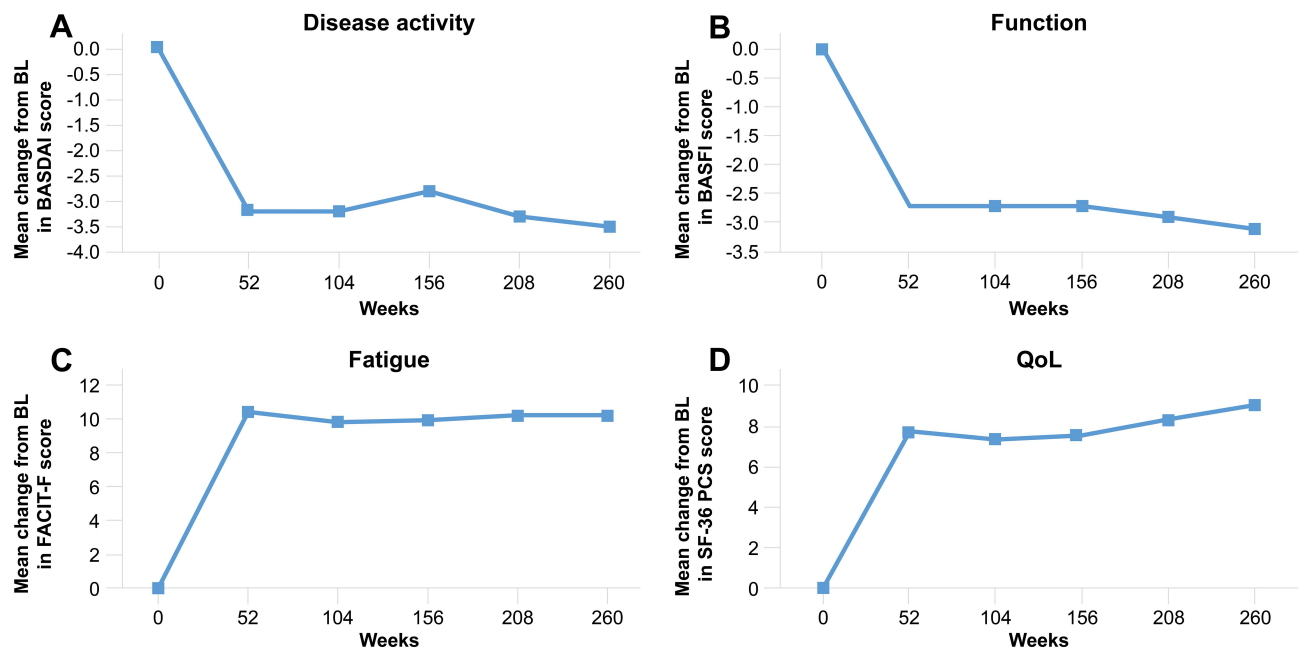 A
Disease activity
Mean change from BL
in BASDAI score
0.0
-0.5
-1.0
-1.5
-2.0
-2.5
-3.0
-3.5
-4.0
0 52 104 156 208 260
Weeks
B
Function
Mean change from BL
in BASFI score
0.0
-0.5
-1.0
-1.5
-2.0
-2.5
-3.0
-3.5
0 52 104 156 208 260
Weeks
C
Fatigue
Mean change from BL
in FACIT-F score
12
10
8
6
4
2
0
0 52 104 156 208 260
Weeks
D
QoL
Mean change from BL
in SF-36 PCS score
10
8
6
4
2
0
0 52 104 156 208 260
Weeks